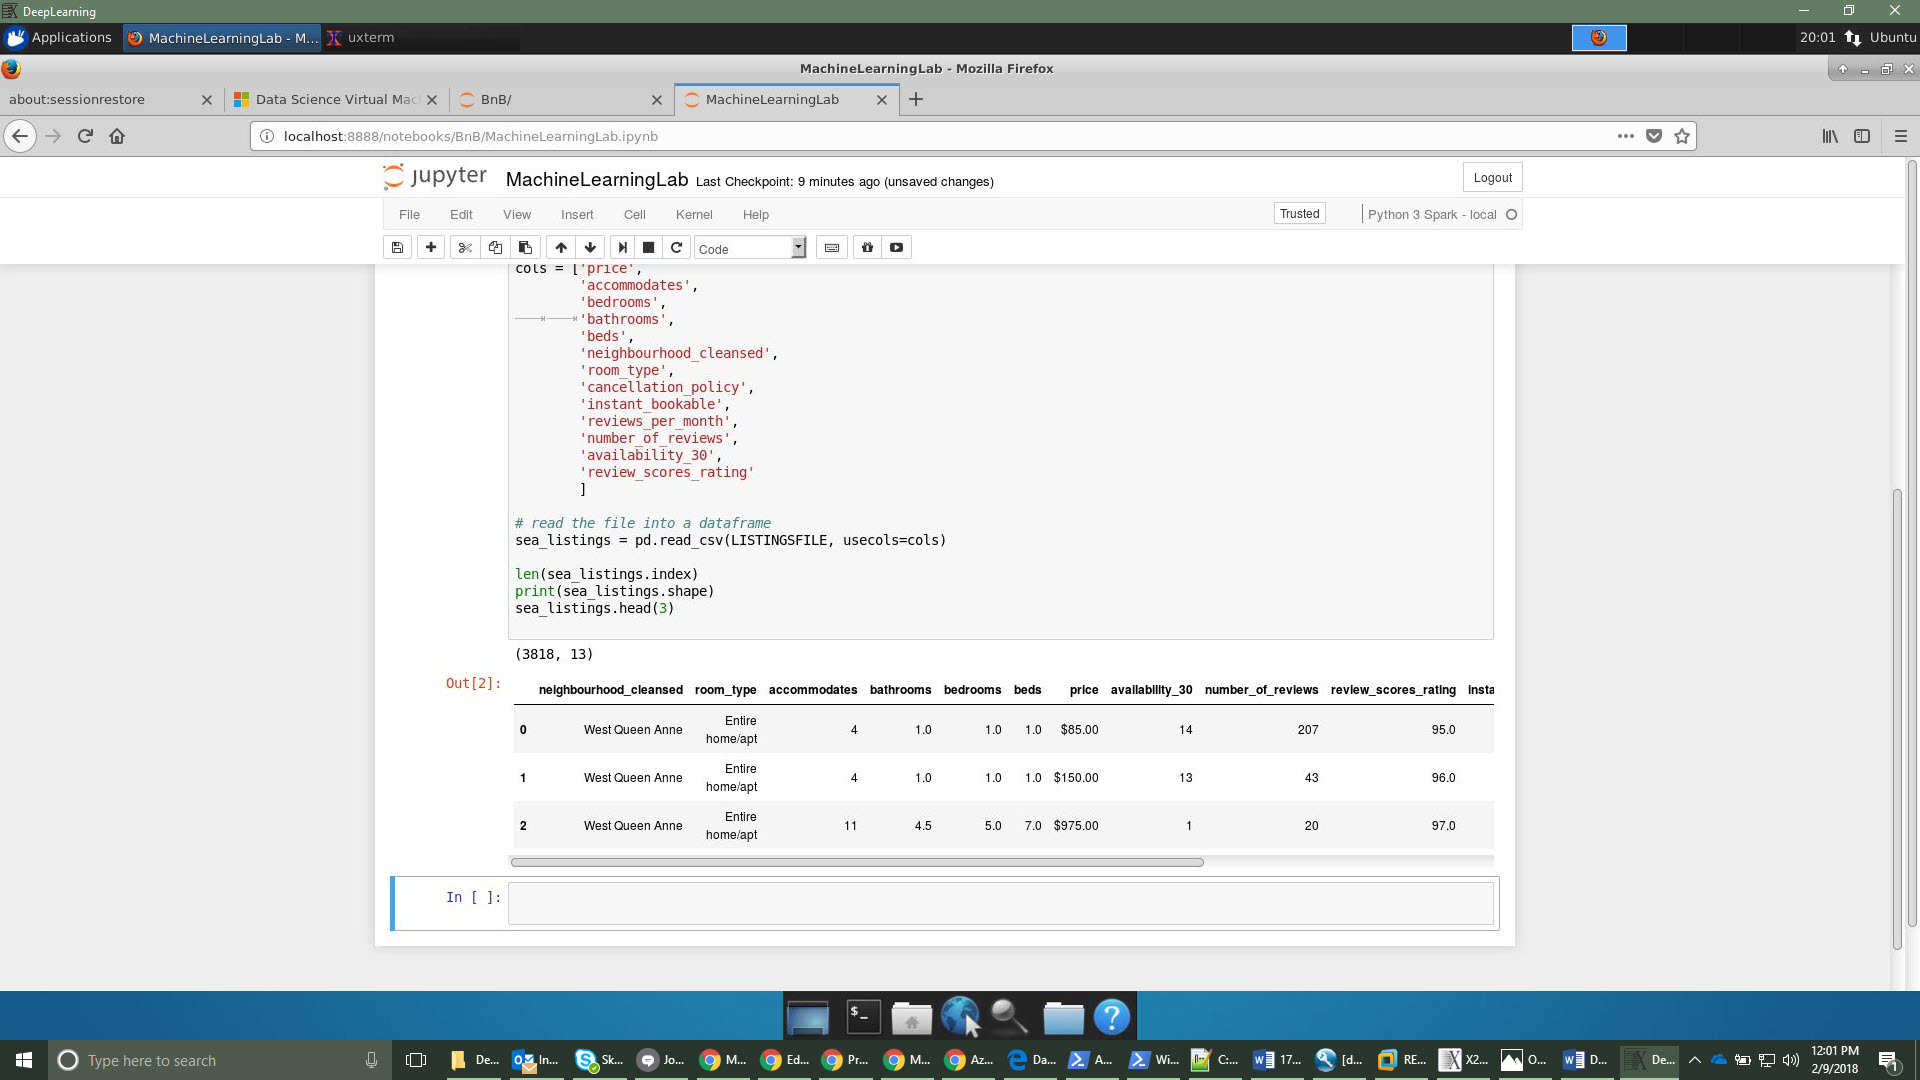 DeepLearning
Applications MachineLearningLab - M... uxterm 20:01 Ubuntu
MachineLearningLab - Mozilla Firefox
about:sessionrestore Data Science Virtual Mac BnB/ MachineLearningLab
localhost:8888/notebooks/BnB/MachineLearningLab.ipynb
jupyter MachineLearningLab Last Checkpoint: 9 minutes ago (unsaved changes) Logout
File Edit View Insert Cell Kernel Help Trusted Python 3 Spark - local
Code
cols = ['price',
'accommodates',
'bedrooms',
'bathrooms',
'beds',
'neighbourhood_cleansed',
'room_type',
'cancellation_policy',
'instant_bookable',
'reviews_per_month',
'number_of_reviews',
'availability_30',
'review_scores_rating'
]
# read the file into a dataframe
sea_listings = pd.read_csv(LISTINGSFILE, usecols=cols)
len(sea_listings.index)
print(sea_listings.shape)
sea_listings.head(3)
(3818, 13)
Out[2]:
neighbourhood_cleansed room_type accommodates bathrooms bedrooms beds price availability_30 number_of_reviews review_scores_rating insta
0 West Queen Anne Entire home/apt 4 1.0 1.0 1.0 $85.00 14 207 95.0
1 West Queen Anne Entire home/apt 4 1.0 1.0 1.0 $150.00 13 43 96.0
2 West Queen Anne Entire home/apt 11 4.5 5.0 7.0 $975.00 1 20 97.0
In [ ]:
$_ ?
Type here to search De... In... Sk... Jo... M... Ed... Pr... M... Az... Da... A... Wi... C:... 17... [d... RE... X2... O... D... De... 12:01 PM
2/9/2018 1